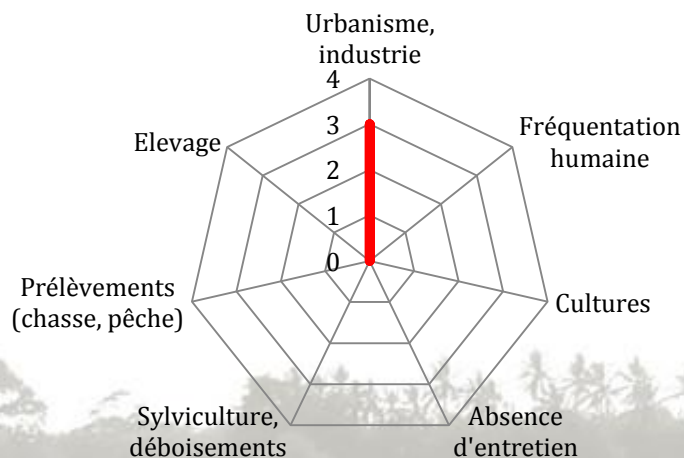 Urbanisme,
industrie
4
3
2
1
0
Fréquentation
humaine
Elevage
Prélèvements
(chasse, pêche)
Cultures
Sylviculture,
déboisements
Absence
d'entretien